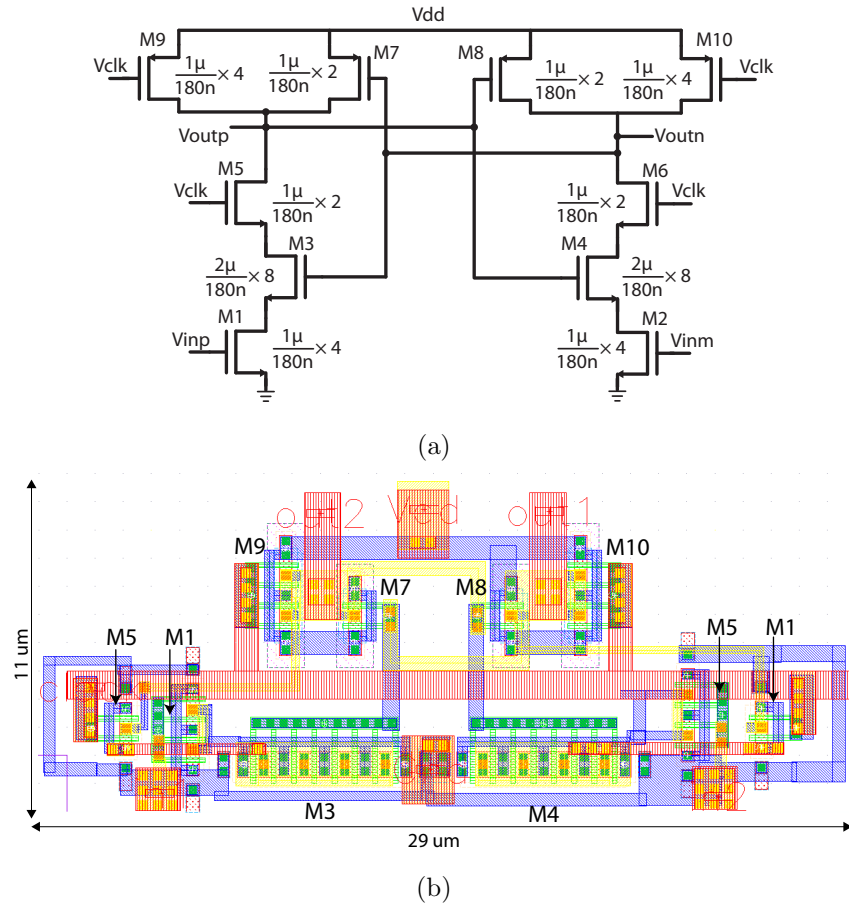 Vdd
M9 M7 M8 M10
Vclk 1µ/180n × 4 1µ/180n × 2 1µ/180n × 2 1µ/180n × 4 Vclk
Voutp Voutn
M5 M6
Vclk 1µ/180n × 2 1µ/180n × 2 Vclk
M3 M4
2µ/180n × 8 2µ/180n × 8
M1 M2
Vinp 1µ/180n × 4 1µ/180n × 4 Vinm
(a)
out2 Vdd out1
M9 M10
M7 M8
M5 M1 M5 M1
11 um
M3 M4
29 um
(b)